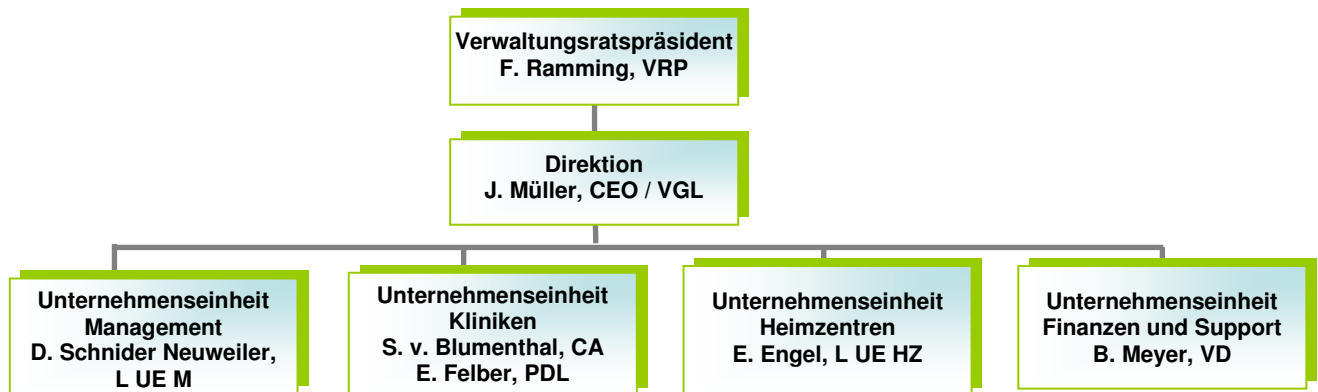 Verwaltungsratspräsident
F. Ramming, VRP
Direktion
J. Müller, CEO / VGL
Unternehmenseinheit
Management
D. Schnider Neuweiler,
L UE M
Unternehmenseinheit
Kliniken
S. v. Blumenthal, CA
E. Felber, PDL
Unternehmenseinheit
Heimzentren
E. Engel, L UE HZ
Unternehmenseinheit
Finanzen und Support
B. Meyer, VD